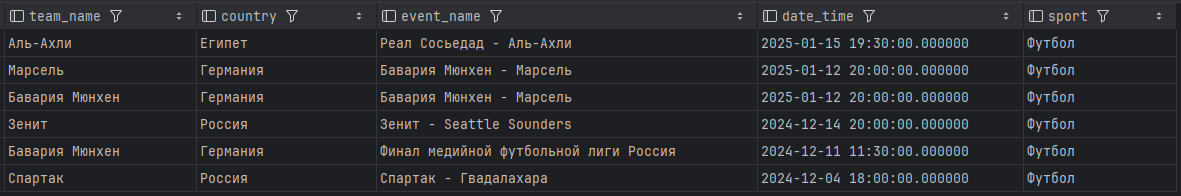 team_name country event_name date_time sport
Аль-Ахли Египет Реал Сосьедад - Аль-Ахли 2025-01-15 19:30:00.000000 Футбол
Марсель Германия Бавария Мюнхен - Марсель 2025-01-12 20:00:00.000000 Футбол
Бавария Мюнхен Германия Бавария Мюнхен - Марсель 2025-01-12 20:00:00.000000 Футбол
Зенит Россия Зенит - Seattle Sounders 2024-12-14 20:00:00.000000 Футбол
Бавария Мюнхен Германия Финал медийной футбольной лиги Россия 2024-12-11 11:30:00.000000 Футбол
Спартак Россия Спартак - Гвадалахара 2024-12-04 18:00:00.000000 Футбол